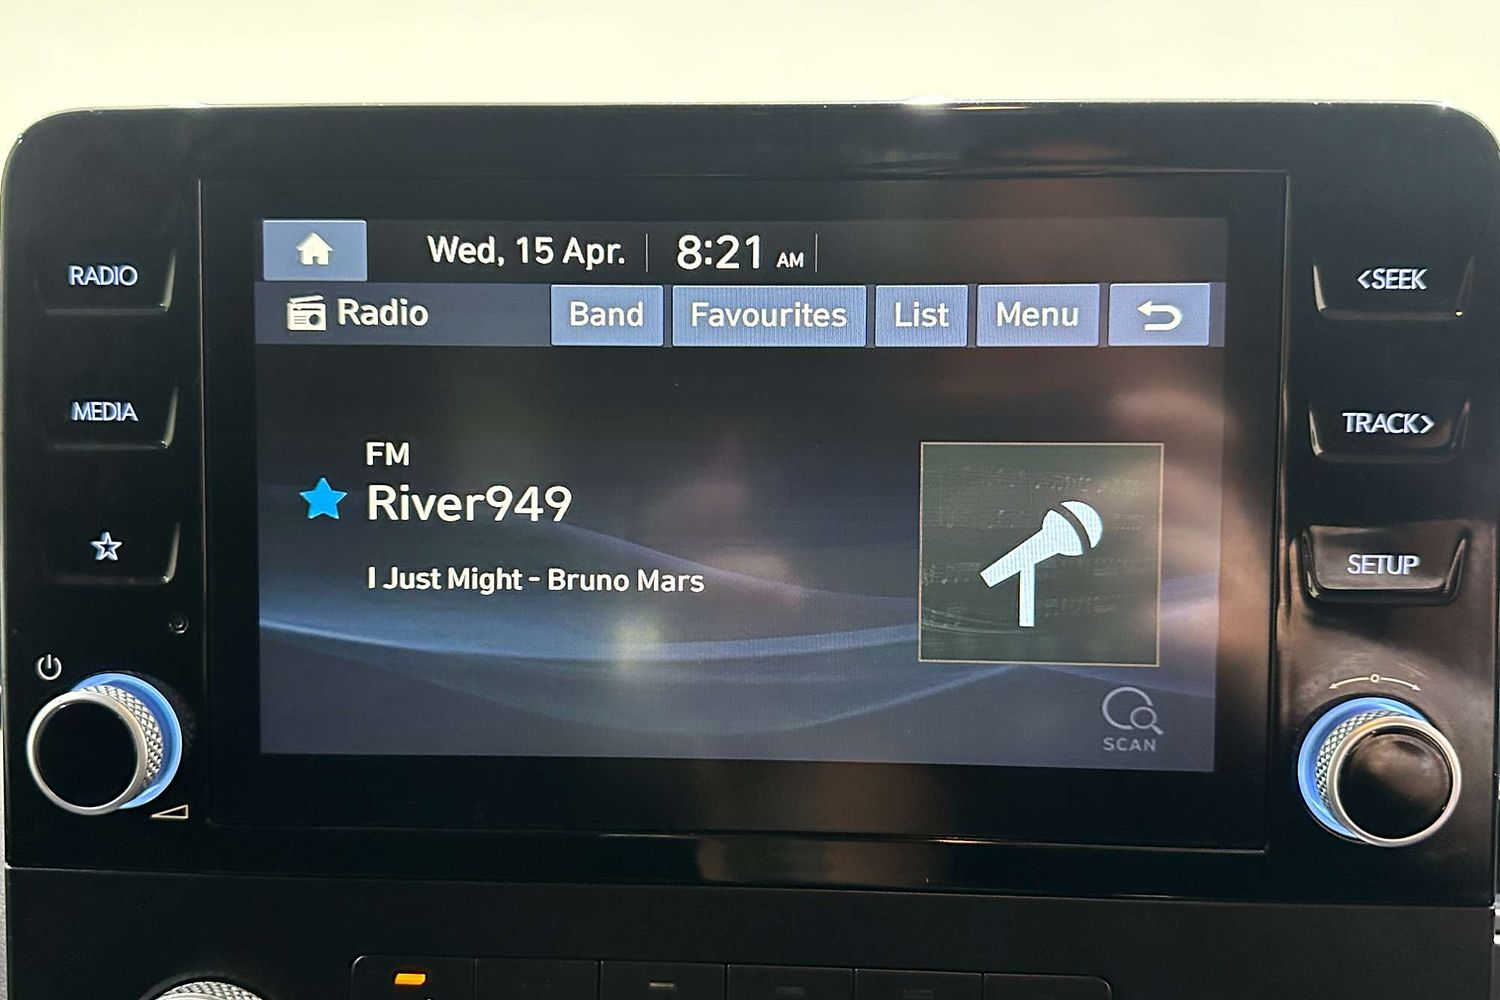 Wed, 15 Apr. 8:21 AM
Radio Band Favourites List Menu
RADIO
MEDIA
FM
River949
I Just Might - Bruno Mars
SCAN
<SEEK
TRACK>
SETUP